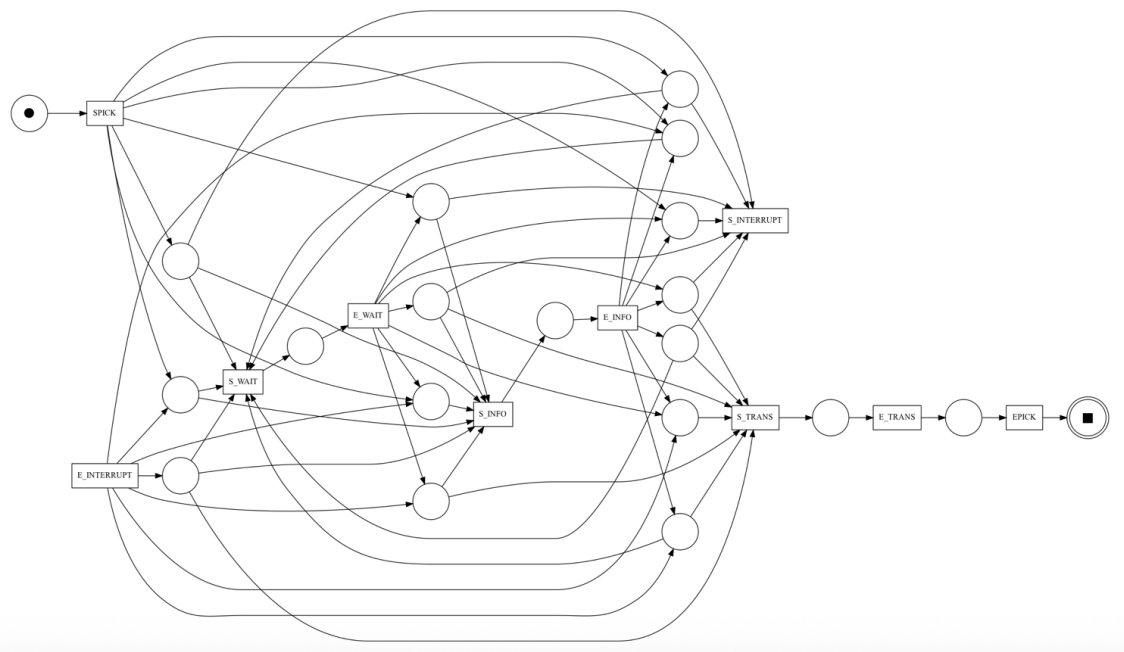 SPICK
S_INTERRUPT
E_WAIT
E_INFO
S_WAIT
S_INFO
S_TRANS
E_TRANS
EPICK
E_INTERRUPT